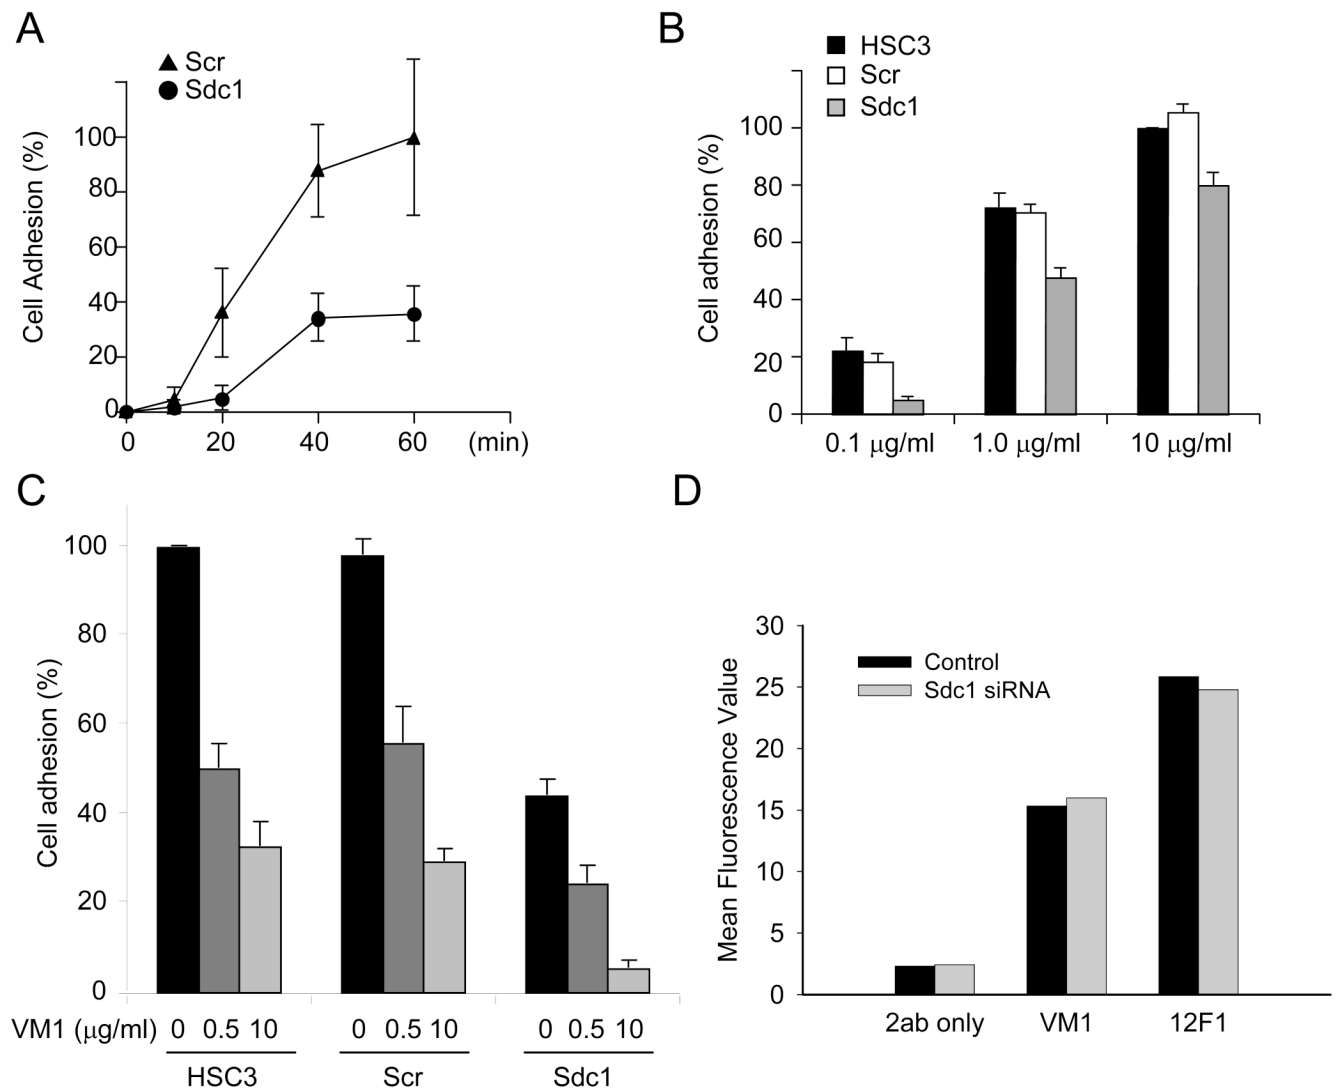 A
Scr
Sdc1
Cell Adhesion (%)
100
80
60
40
20
0
0 20 40 60 (min)
B
HSC3
Scr
Sdc1
Cell adhesion (%)
100
80
60
40
20
0
0.1 μg/ml 1.0 μg/ml 10 μg/ml
C
Cell adhesion (%)
100
80
60
40
20
0
VM1 (μg/ml) 0 0.5 10 0 0.5 10 0 0.5 10
HSC3 Scr Sdc1
D
Control
Sdc1 siRNA
Mean Fluorescence Value
30
25
20
15
10
5
0
2ab only VM1 12F1